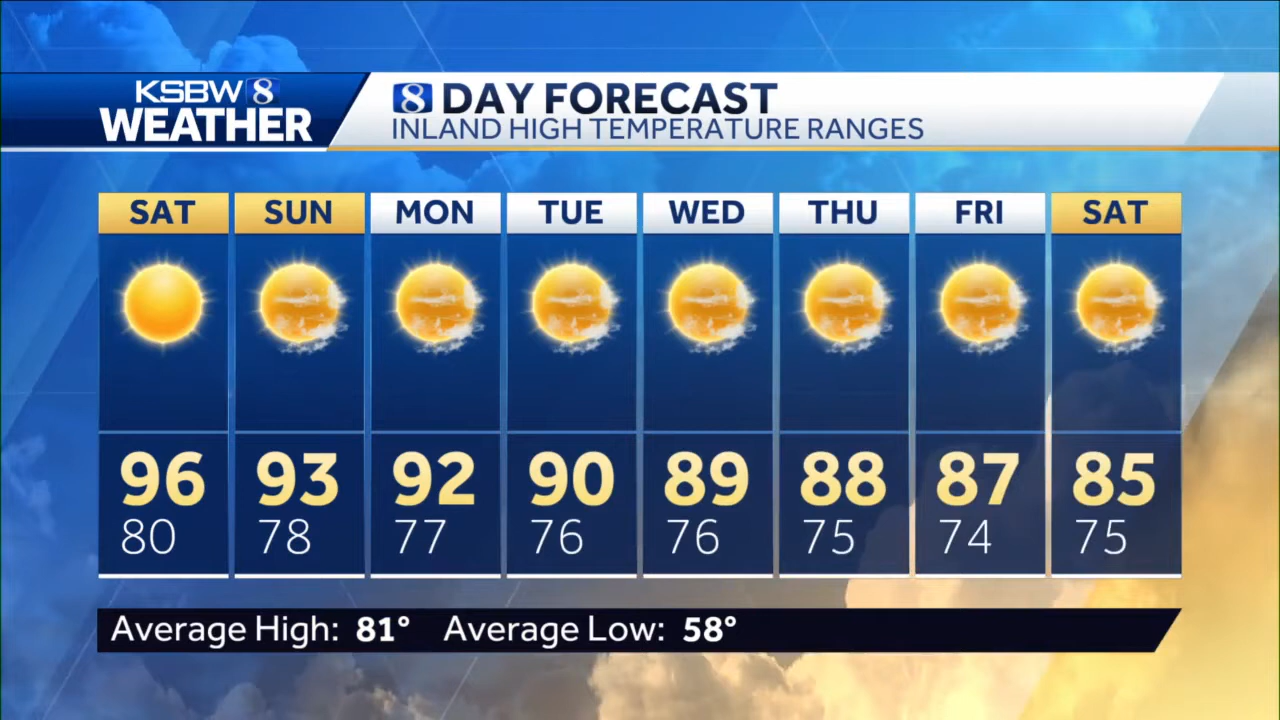 KSBW 8
WEATHER
8 DAY FORECAST
INLAND HIGH TEMPERATURE RANGES
SAT SUN MON TUE WED THU FRI SAT
96 93 92 90 89 88 87 85
80 78 77 76 76 75 74 75
Average High: 81° Average Low: 58°